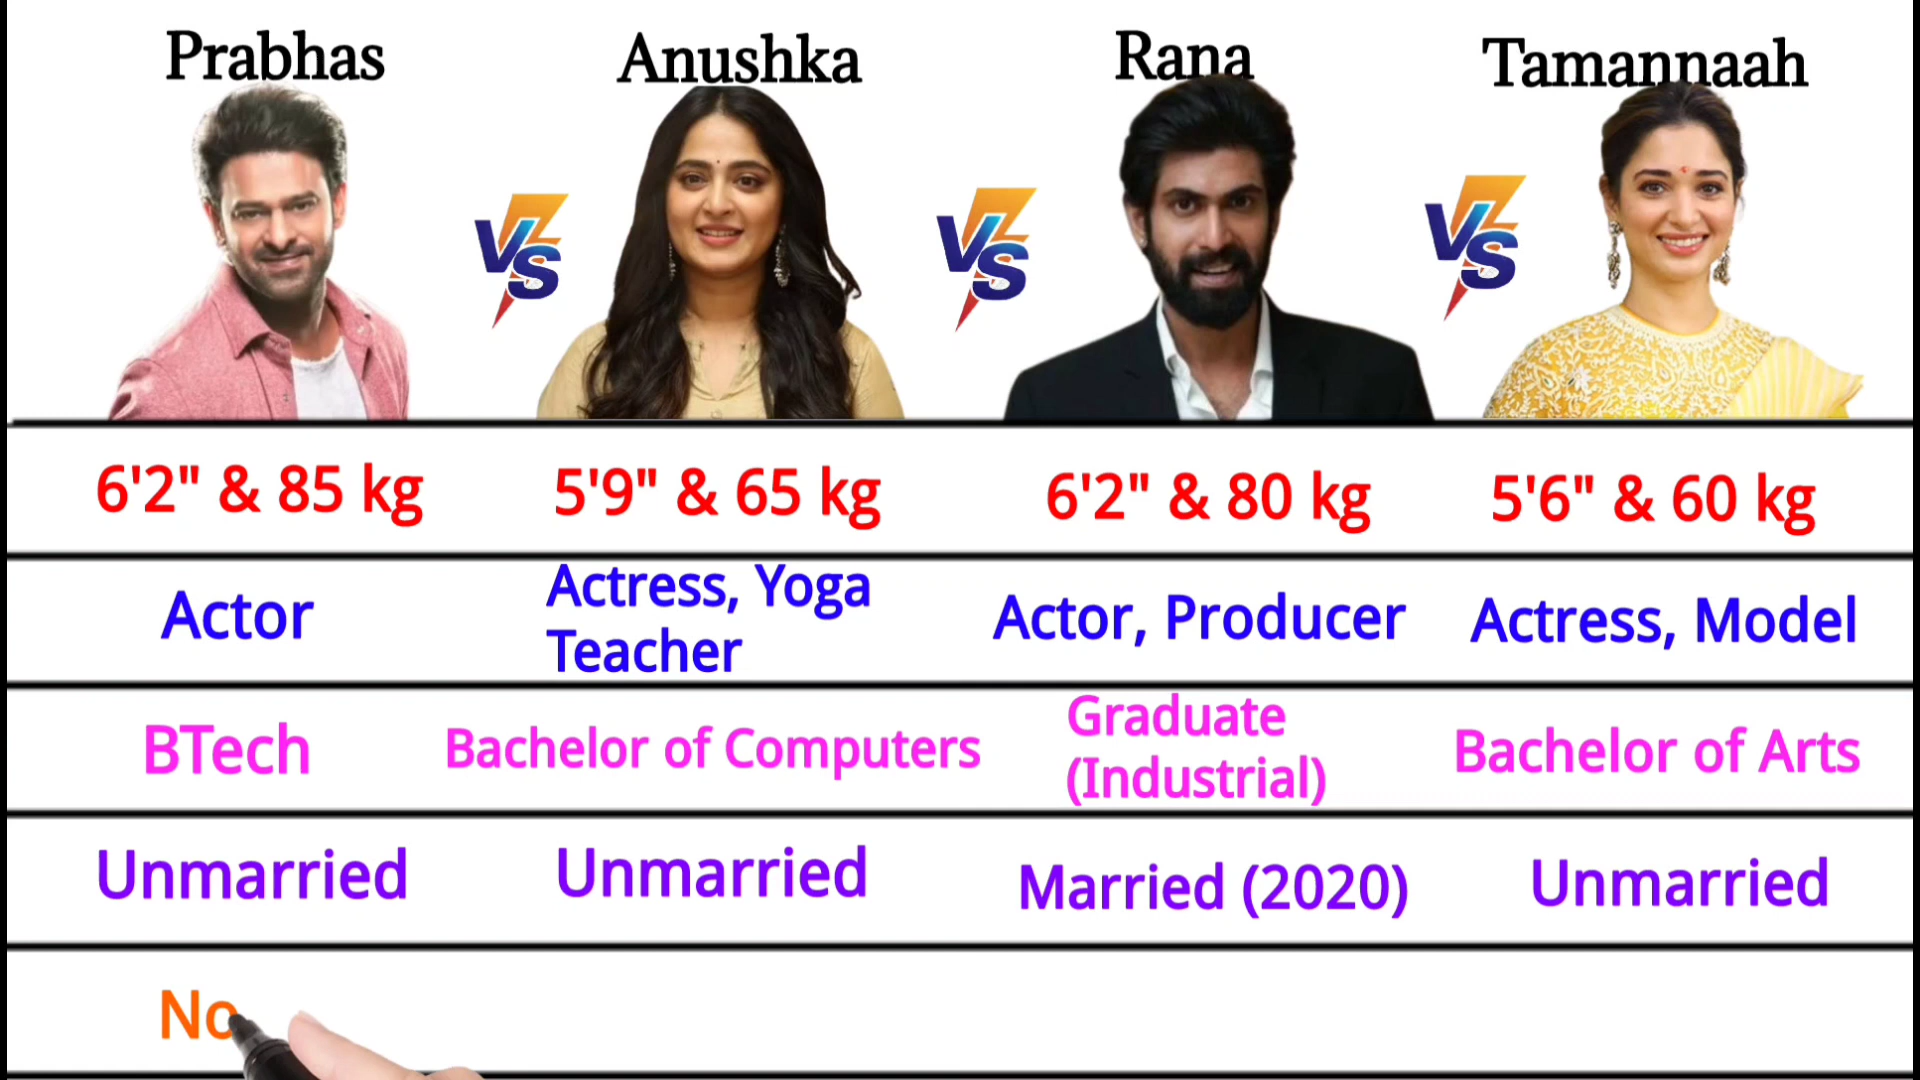 Prabhas
Anushka
Rana
Tamannaah
VS
VS
VS
6'2" & 85 kg
5'9" & 65 kg
6'2" & 80 kg
5'6" & 60 kg
Actor
Actress, Yoga
Teacher
Actor, Producer
Actress, Model
BTech
Bachelor of Computers
Graduate
(Industrial)
Bachelor of Arts
Unmarried
Unmarried
Married (2020)
Unmarried
No